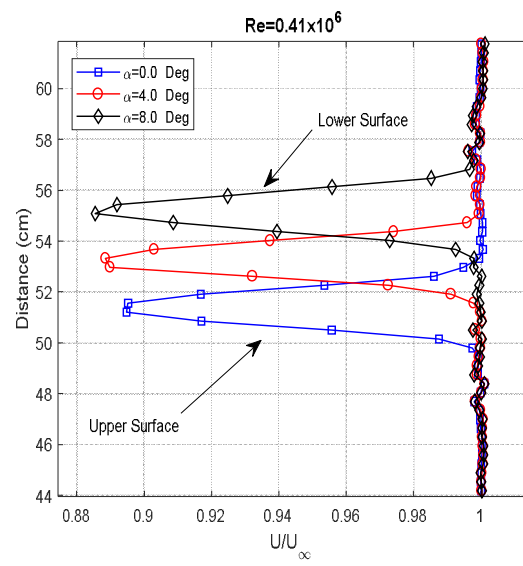 Re=0.41x10⁶
α=0.0 Deg
α=4.0 Deg
α=8.0 Deg
Lower Surface
Upper Surface
Distance (cm)
60
58
56
54
52
50
48
46
44
0.88
0.9
0.92
0.94
0.96
0.98
1
U/U∞